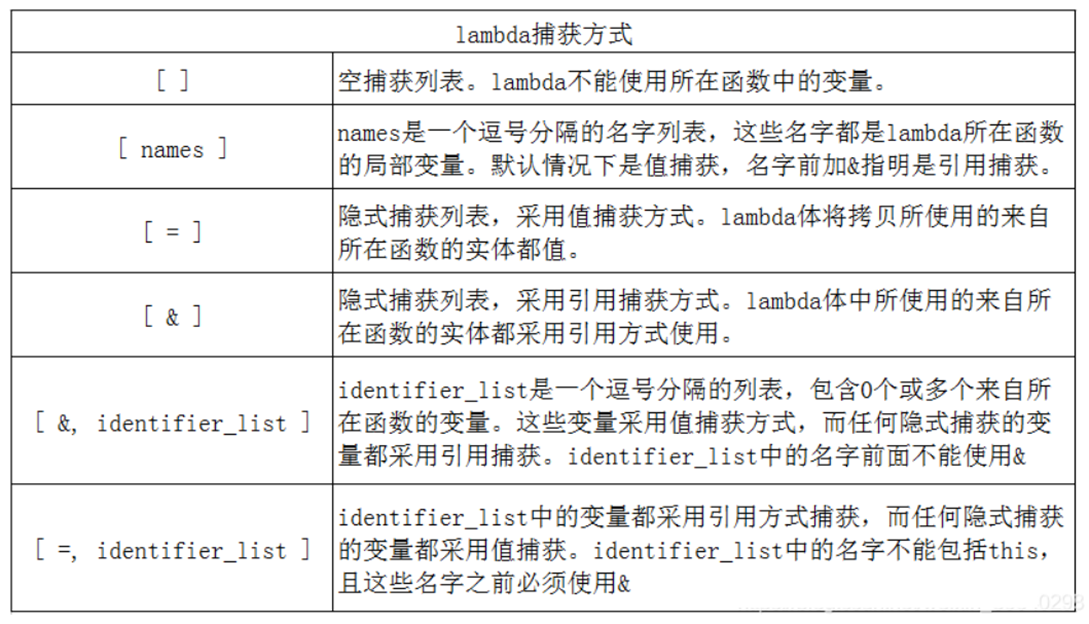 lambda捕获方式
[ ]
空捕获列表。lambda不能使用所在函数中的变量。
[ names ]
names是一个逗号分隔的名字列表，这些名字都是lambda所在函数
的局部变量。默认情况下是值捕获，名字前加&指明是引用捕获。
[ = ]
隐式捕获列表，采用值捕获方式。lambda体将拷贝所使用的来自
所在函数的实体都值。
[ & ]
隐式捕获列表，采用引用捕获方式。lambda体中所使用的来自所
在函数的实体都采用引用方式使用。
[ &, identifier_list ]
identifier_list是一个逗号分隔的列表，包含0个或多个来自所
在函数的变量。这些变量采用值捕获方式，而任何隐式捕获的变
量都采用引用捕获。identifier_list中的名字前面不能使用&
[ =, identifier_list ]
identifier_list中的变量都采用引用方式捕获，而任何隐式捕获
的变量都采用值捕获。identifier_list中的名字不能包括this，
且这些名字之前必须使用&